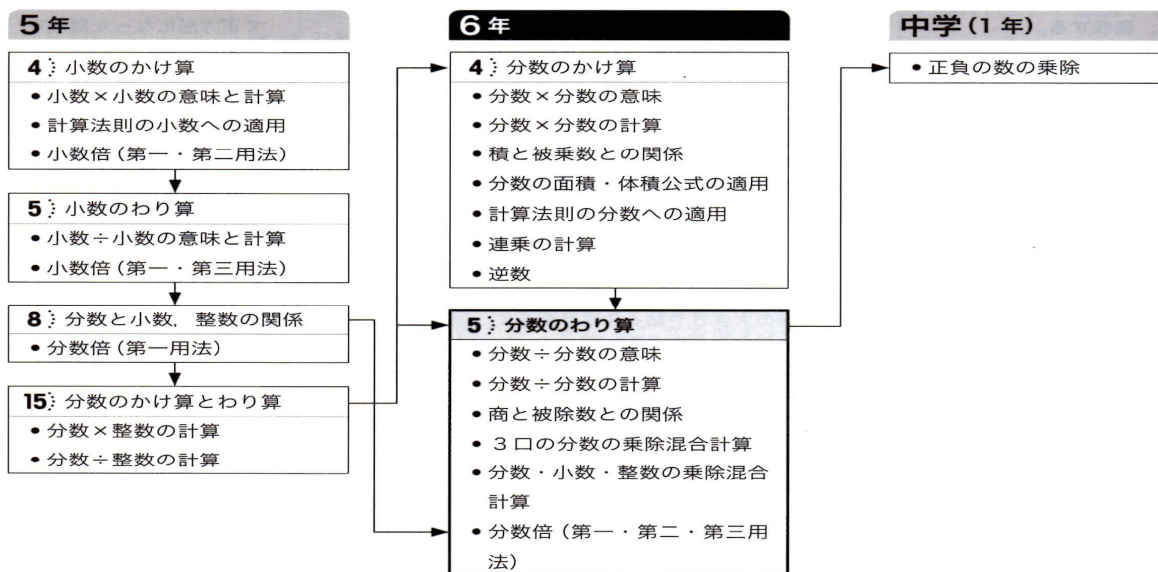 5年
4 小数のかけ算
• 小数×小数の意味と計算
• 計算法則の小数への適用
• 小数倍(第一・第二用法)
5 小数のわり算
• 小数÷小数の意味と計算
• 小数倍(第一・第三用法)
8 分数と小数，整数の関係
• 分数倍(第一用法)
15 分数のかけ算とわり算
• 分数×整数の計算
• 分数÷整数の計算
6年
4 分数のかけ算
• 分数×分数の意味
• 分数×分数の計算
• 積と被乗数との関係
• 分数の面積・体積公式の適用
• 計算法則の分数への適用
• 連乗の計算
• 逆数
5 分数のわり算
• 分数÷分数の意味
• 分数÷分数の計算
• 商と被除数との関係
• 3口の分数の乗除混合計算
• 分数・小数・整数の乗除混合
計算
• 分数倍(第一・第二・第三用
法)
中学(1年)
• 正負の数の乗除